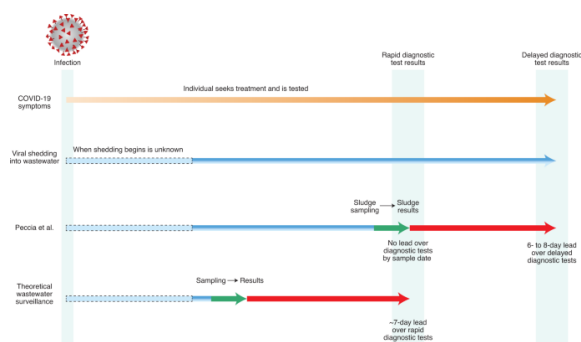 Infection
Rapid diagnostic
test results
Delayed diagnostic
test results
COVID-19
symptoms
Individual seeks treatment and is tested
Viral shedding
into wastewater
When shedding begins is unknown
Sludge
sampling
Sludge
results
Peccia et al.
No lead over
diagnostic tests
by sample date
6- to 8-day lead
over delayed
diagnostic tests
Theoretical
wastewater
surveillance
Sampling
Results
~7-day lead
over rapid
diagnostic tests